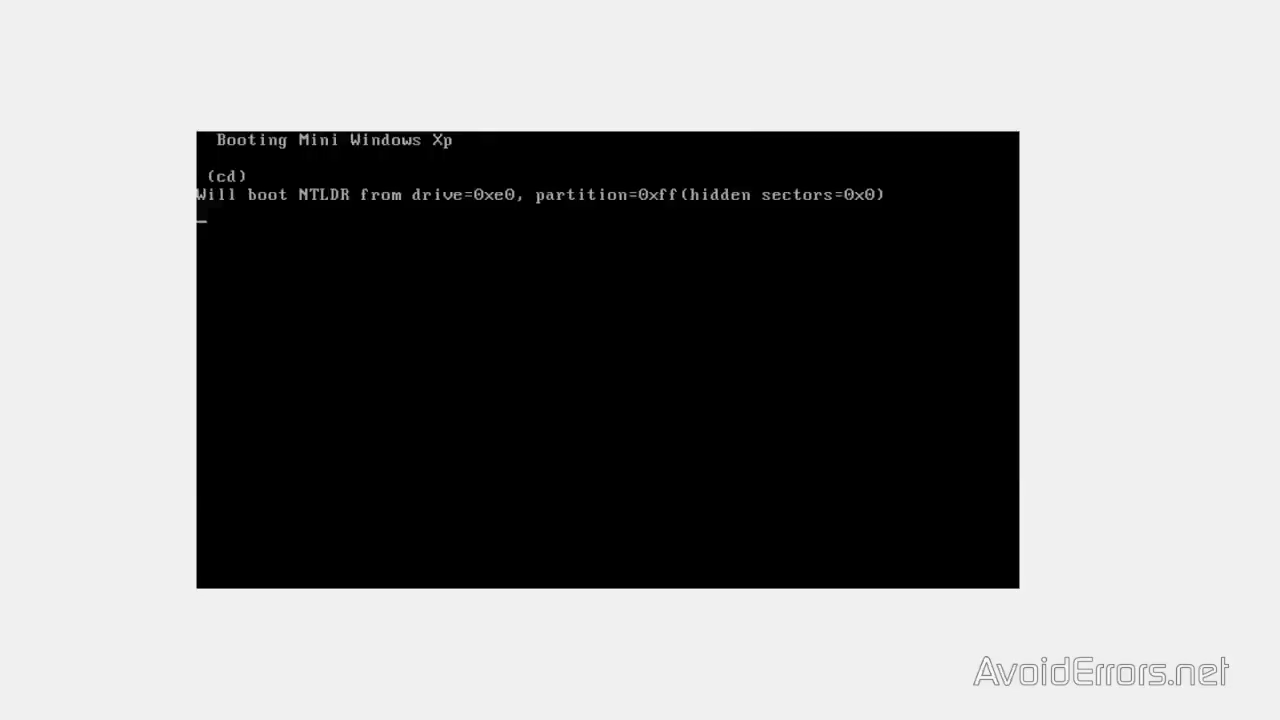 Booting Mini Windows Xp
(cd)
Will boot NTLDR from drive=0xe0, partition=0xff(hidden sectors=0x0)
AvoidErrors.net